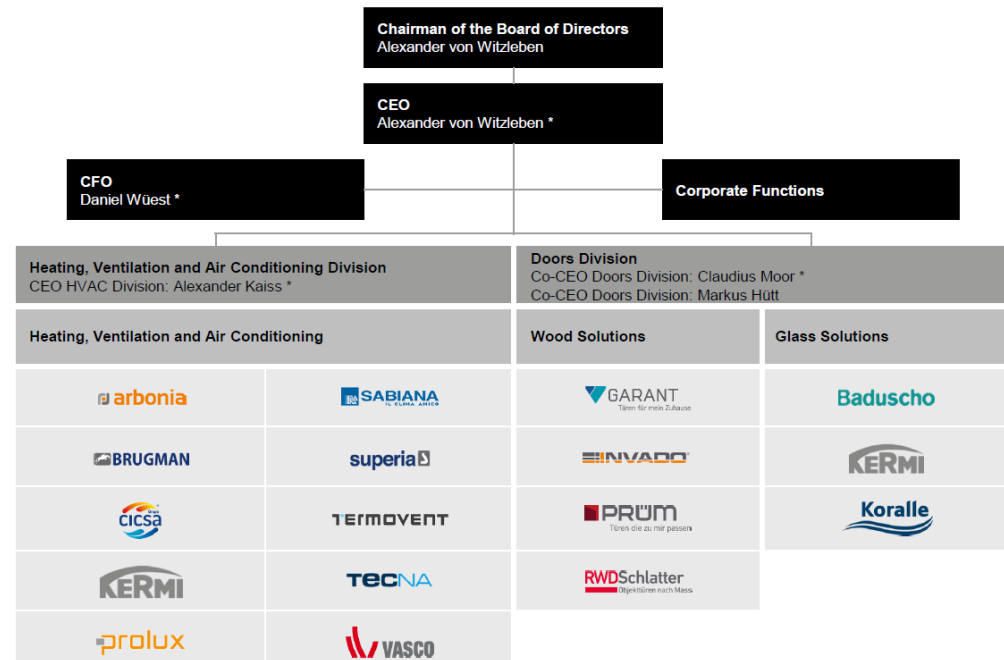 Chairman of the Board of Directors
Alexander von Witzleben
CEO
Alexander von Witzleben *
CFO
Daniel Wüest *
Corporate Functions
Heating, Ventilation and Air Conditioning Division
CEO HVAC Division: Alexander Kaiss *
Doors Division
Co-CEO Doors Division: Claudius Moor *
Co-CEO Doors Division: Markus Hütt
Heating, Ventilation and Air Conditioning
Wood Solutions
Glass Solutions
arbonia
SABIANA
IL CLIMA AMICO
GARANT
Türen für mein Zuhause
Baduscho
BRUGMAN
superia
INVADO
KERMI
CICSA
TERMOVENT
PRÜM
Türen die zu mir passen
Koralle
KERMI
TECNA
RWDSchlatter
Objekttüren nach Mass
prolux
VASCO